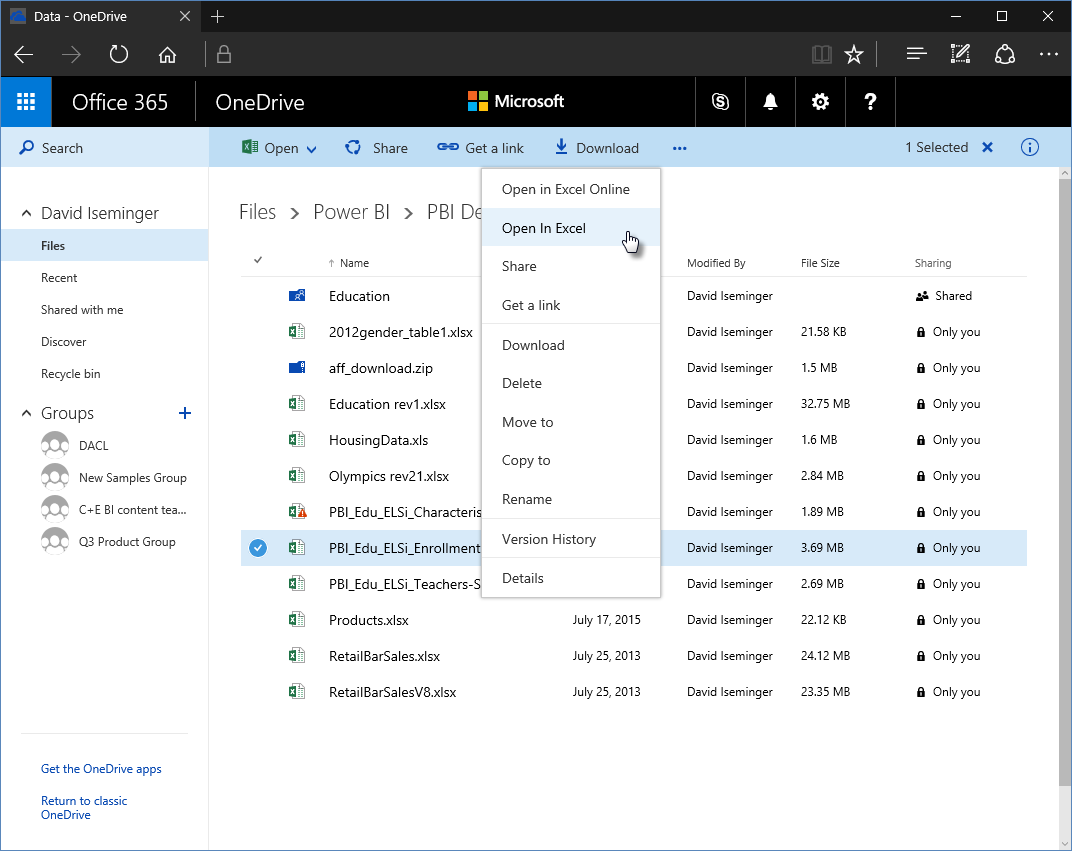 Data - OneDrive
Office 365 OneDrive Microsoft ?
Search Open Share Get a link Download ... 1 Selected
Files > Power BI >
David Iseminger
Files
Recent
Shared with me
Discover
Recycle bin
Groups +
DACL
New Samples Group
C+E BI content tea...
Q3 Product Group
Get the OneDrive apps
Return to classic
OneDrive
Name Modified By File Size Sharing
Education David Iseminger Shared
2012gender_table1.xlsx David Iseminger 21.58 KB Only you
aff_download.zip David Iseminger 1.5 MB Only you
Education rev1.xlsx David Iseminger 32.75 MB Only you
HousingData.xls David Iseminger 1.6 MB Only you
Olympics rev21.xlsx David Iseminger 2.84 MB Only you
PBI_Edu_ELSi_Characteris David Iseminger 1.89 MB Only you
PBI_Edu_ELSi_Enrollment David Iseminger 3.69 MB Only you
PBI_Edu_ELSi_Teachers-S David Iseminger 2.69 MB Only you
Products.xlsx July 17, 2015 David Iseminger 22.12 KB Only you
RetailBarSales.xlsx July 25, 2013 David Iseminger 24.12 MB Only you
RetailBarSalesV8.xlsx July 25, 2013 David Iseminger 23.35 MB Only you
Open in Excel Online
Open In Excel
Share
Get a link
Download
Delete
Move to
Copy to
Rename
Version History
Details